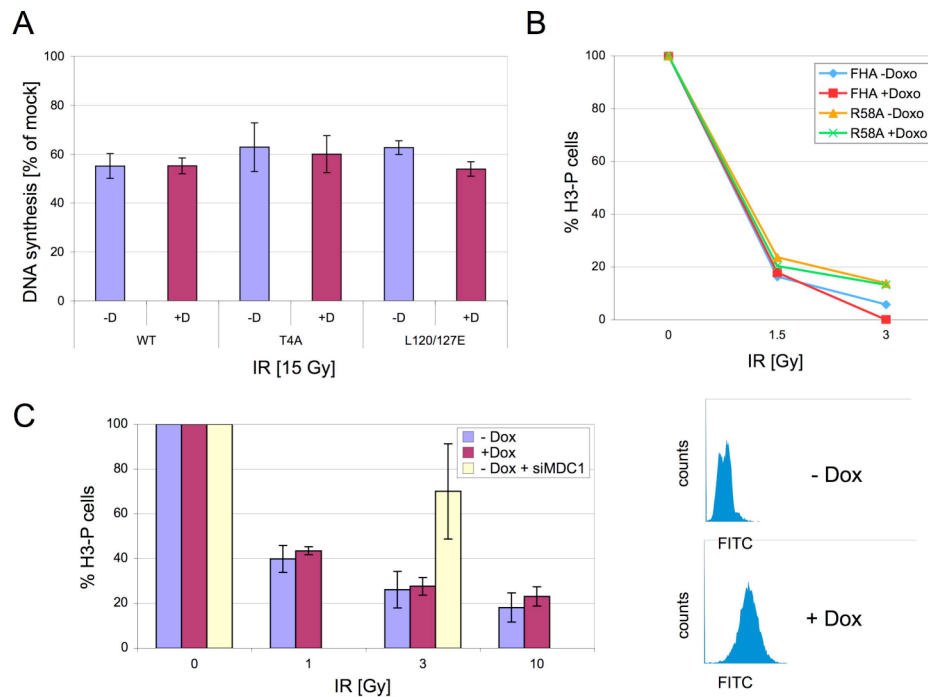 A
DNA synthesis [% of mock]
100
80
60
40
20
0
-D +D -D +D -D +D
WT T4A L120/127E
IR [15 Gy]
B
% H3-P cells
100
80
60
40
20
0
FHA -Doxo
FHA +Doxo
R58A -Doxo
R58A +Doxo
0 1.5 3
IR [Gy]
C
% H3-P cells
100
80
60
40
20
0
- Dox
+Dox
- Dox + siMDC1
0 1 3 10
IR [Gy]
counts
- Dox
FITC
counts
+ Dox
FITC